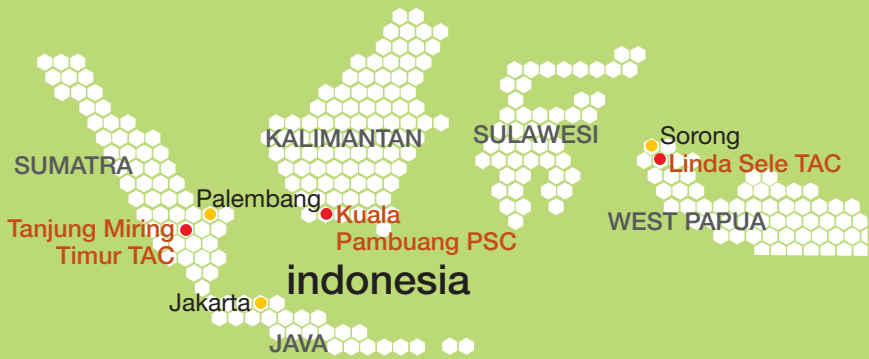 KALIMANTAN
SULAWESI
Sorong
Linda Sele TAC
SUMATRA
Palembang
Kuala
Pambuang PSC
WEST PAPUA
Tanjung Miring
Timur TAC
indonesia
Jakarta
JAVA